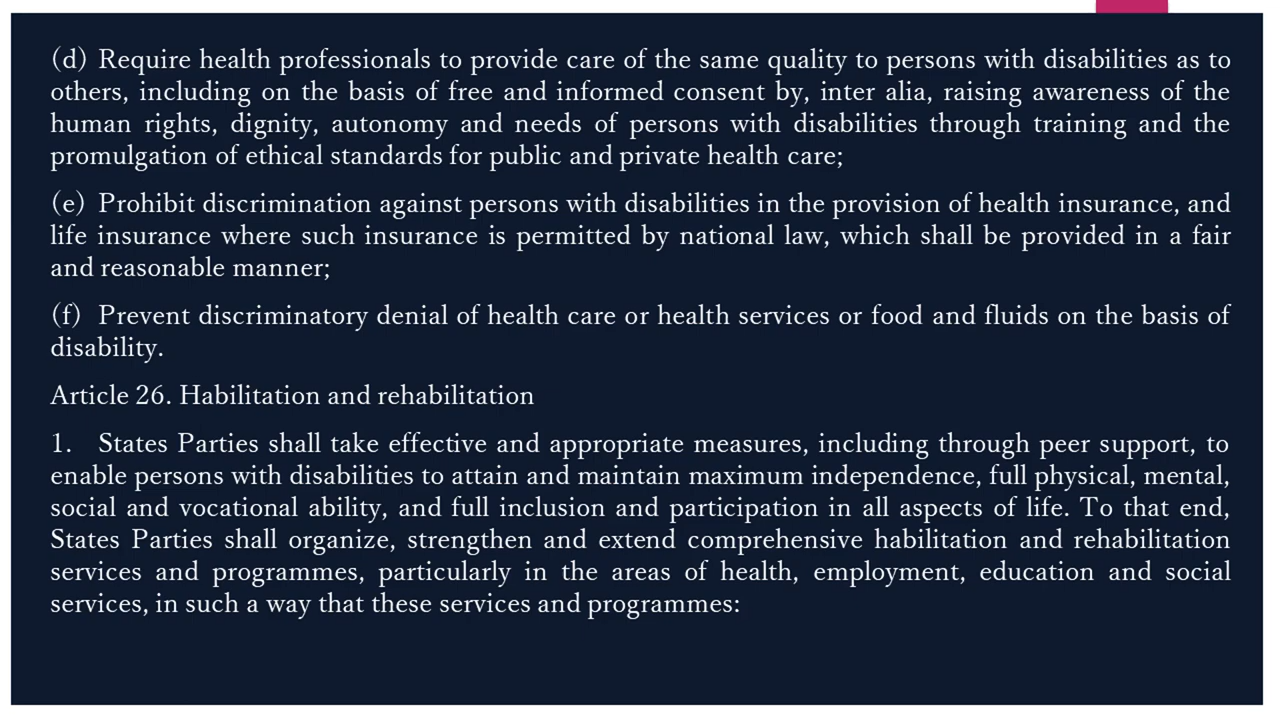 (d) Require health professionals to provide care of the same quality to persons with disabilities as to
others, including on the basis of free and informed consent by, inter alia, raising awareness of the
human rights, dignity, autonomy and needs of persons with disabilities through training and the
promulgation of ethical standards for public and private health care;
(e) Prohibit discrimination against persons with disabilities in the provision of health insurance, and
life insurance where such insurance is permitted by national law, which shall be provided in a fair
and reasonable manner;
(f) Prevent discriminatory denial of health care or health services or food and fluids on the basis of
disability.
Article 26. Habilitation and rehabilitation
1. States Parties shall take effective and appropriate measures, including through peer support, to
enable persons with disabilities to attain and maintain maximum independence, full physical, mental,
social and vocational ability, and full inclusion and participation in all aspects of life. To that end,
States Parties shall organize, strengthen and extend comprehensive habilitation and rehabilitation
services and programmes, particularly in the areas of health, employment, education and social
services, in such a way that these services and programmes: